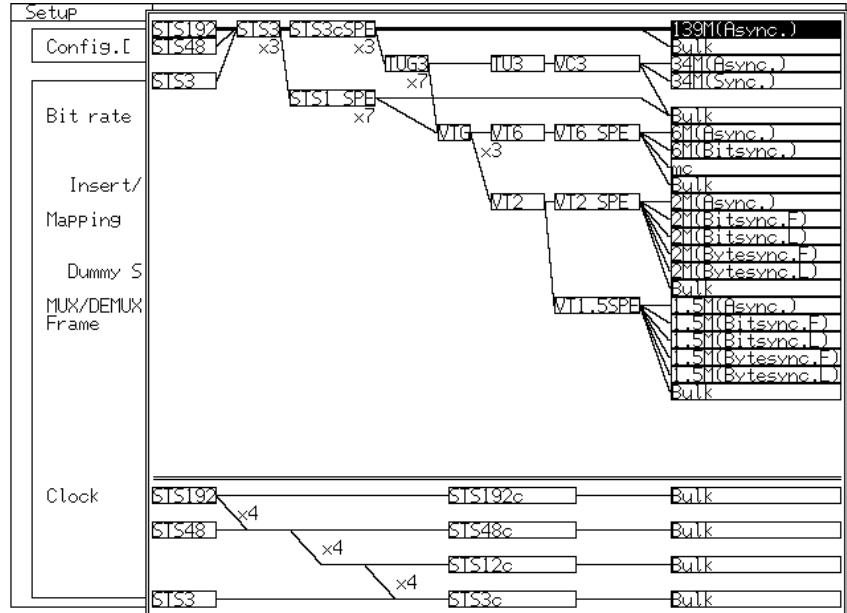 Setup
STS192 STS3 STS3cSPE 139M(Async.)
Config.[ STS48 x3 x3 Bulk
TUG3 TU3 VC3 34M(Async.)
STS3 x7 34M(Sync.)
STS1 SPE
Bit rate x7 Bulk
VTG VT6 VT6 SPE 6M(Async.)
x3 6M(Bitsync.)
mc
Insert/ Bulk
VT2 VT2 SPE 2M(Async.)
Mapping 2M(Bitsync.F)
2M(Bitsync.L)
2M(Bytesync.F)
Dummy S 2M(Bytesync.L)
Bulk
MUX/DEMUX VT1.5SPE 1.5M(Async.)
Frame 1.5M(Bitsync.F)
1.5M(Bitsync.L)
1.5M(Bytesync.F)
1.5M(Bytesync.L)
Bulk
Clock STS192 STS192c Bulk
x4
STS48 STS48c Bulk
x4
STS12c Bulk
x4
STS3 STS3c Bulk